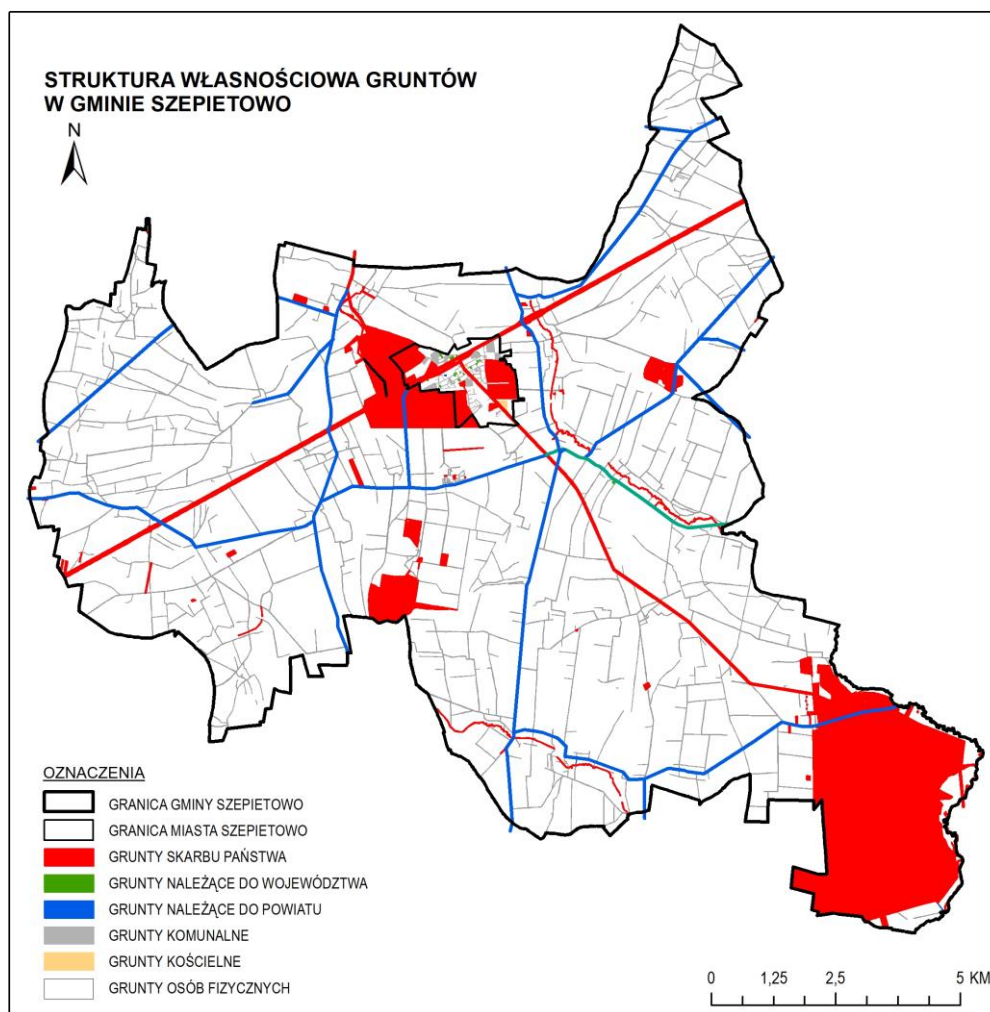 STRUKTURA WŁASNOŚCIOWA GRUNTÓW
W GMINIE SZEPIETOWO
N
OZNACZENIA
GRANICA GMINY SZEPIETOWO
GRANICA MIASTA SZEPIETOWO
GRUNTY SKARBU PAŃSTWA
GRUNTY NALEŻĄCE DO WOJEWÓDZTWA
GRUNTY NALEŻĄCE DO POWIATU
GRUNTY KOMUNALNE
GRUNTY KOŚCIELNE
GRUNTY OSÓB FIZYCZNYCH
0 1,25 2,5 5 KM